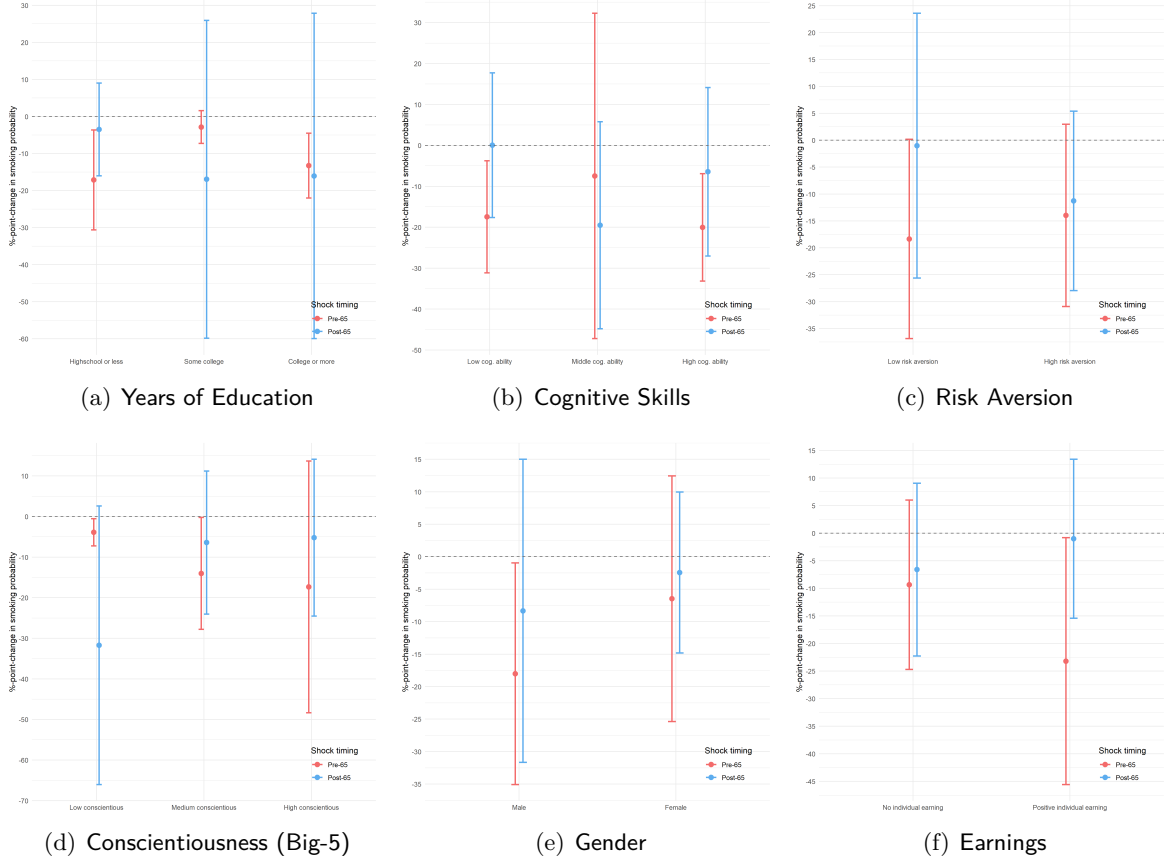 %-point-change in smoking probability
30
20
10
0
-10
-20
-30
-40
-50
-60
Shock timing
Pre-65
Post-65
Highschool or less
Some college
College or more
(a) Years of Education
%-point-change in smoking probability
30
20
10
0
-10
-20
-30
-40
-50
Shock timing
Pre-65
Post-65
Low cog. ability
Middle cog. ability
High cog. ability
(b) Cognitive Skills
%-point-change in smoking probability
25
20
15
10
5
0
-5
-10
-15
-20
-25
-30
-35
Shock timing
Pre-65
Post-65
Low risk aversion
High risk aversion
(c) Risk Aversion
%-point-change in smoking probability
10
0
-10
-20
-30
-40
-50
-60
-70
Shock timing
Pre-65
Post-65
Low conscientious
Medium conscientious
High conscientious
(d) Conscientiousness (Big-5)
%-point-change in smoking probability
15
10
5
0
-5
-10
-15
-20
-25
-30
-35
Shock timing
Pre-65
Post-65
Male
Female
(e) Gender
%-point-change in smoking probability
15
10
5
0
-5
-10
-15
-20
-25
-30
-35
-40
-45
Shock timing
Pre-65
Post-65
No individual earning
Positive individual earning
(f) Earnings